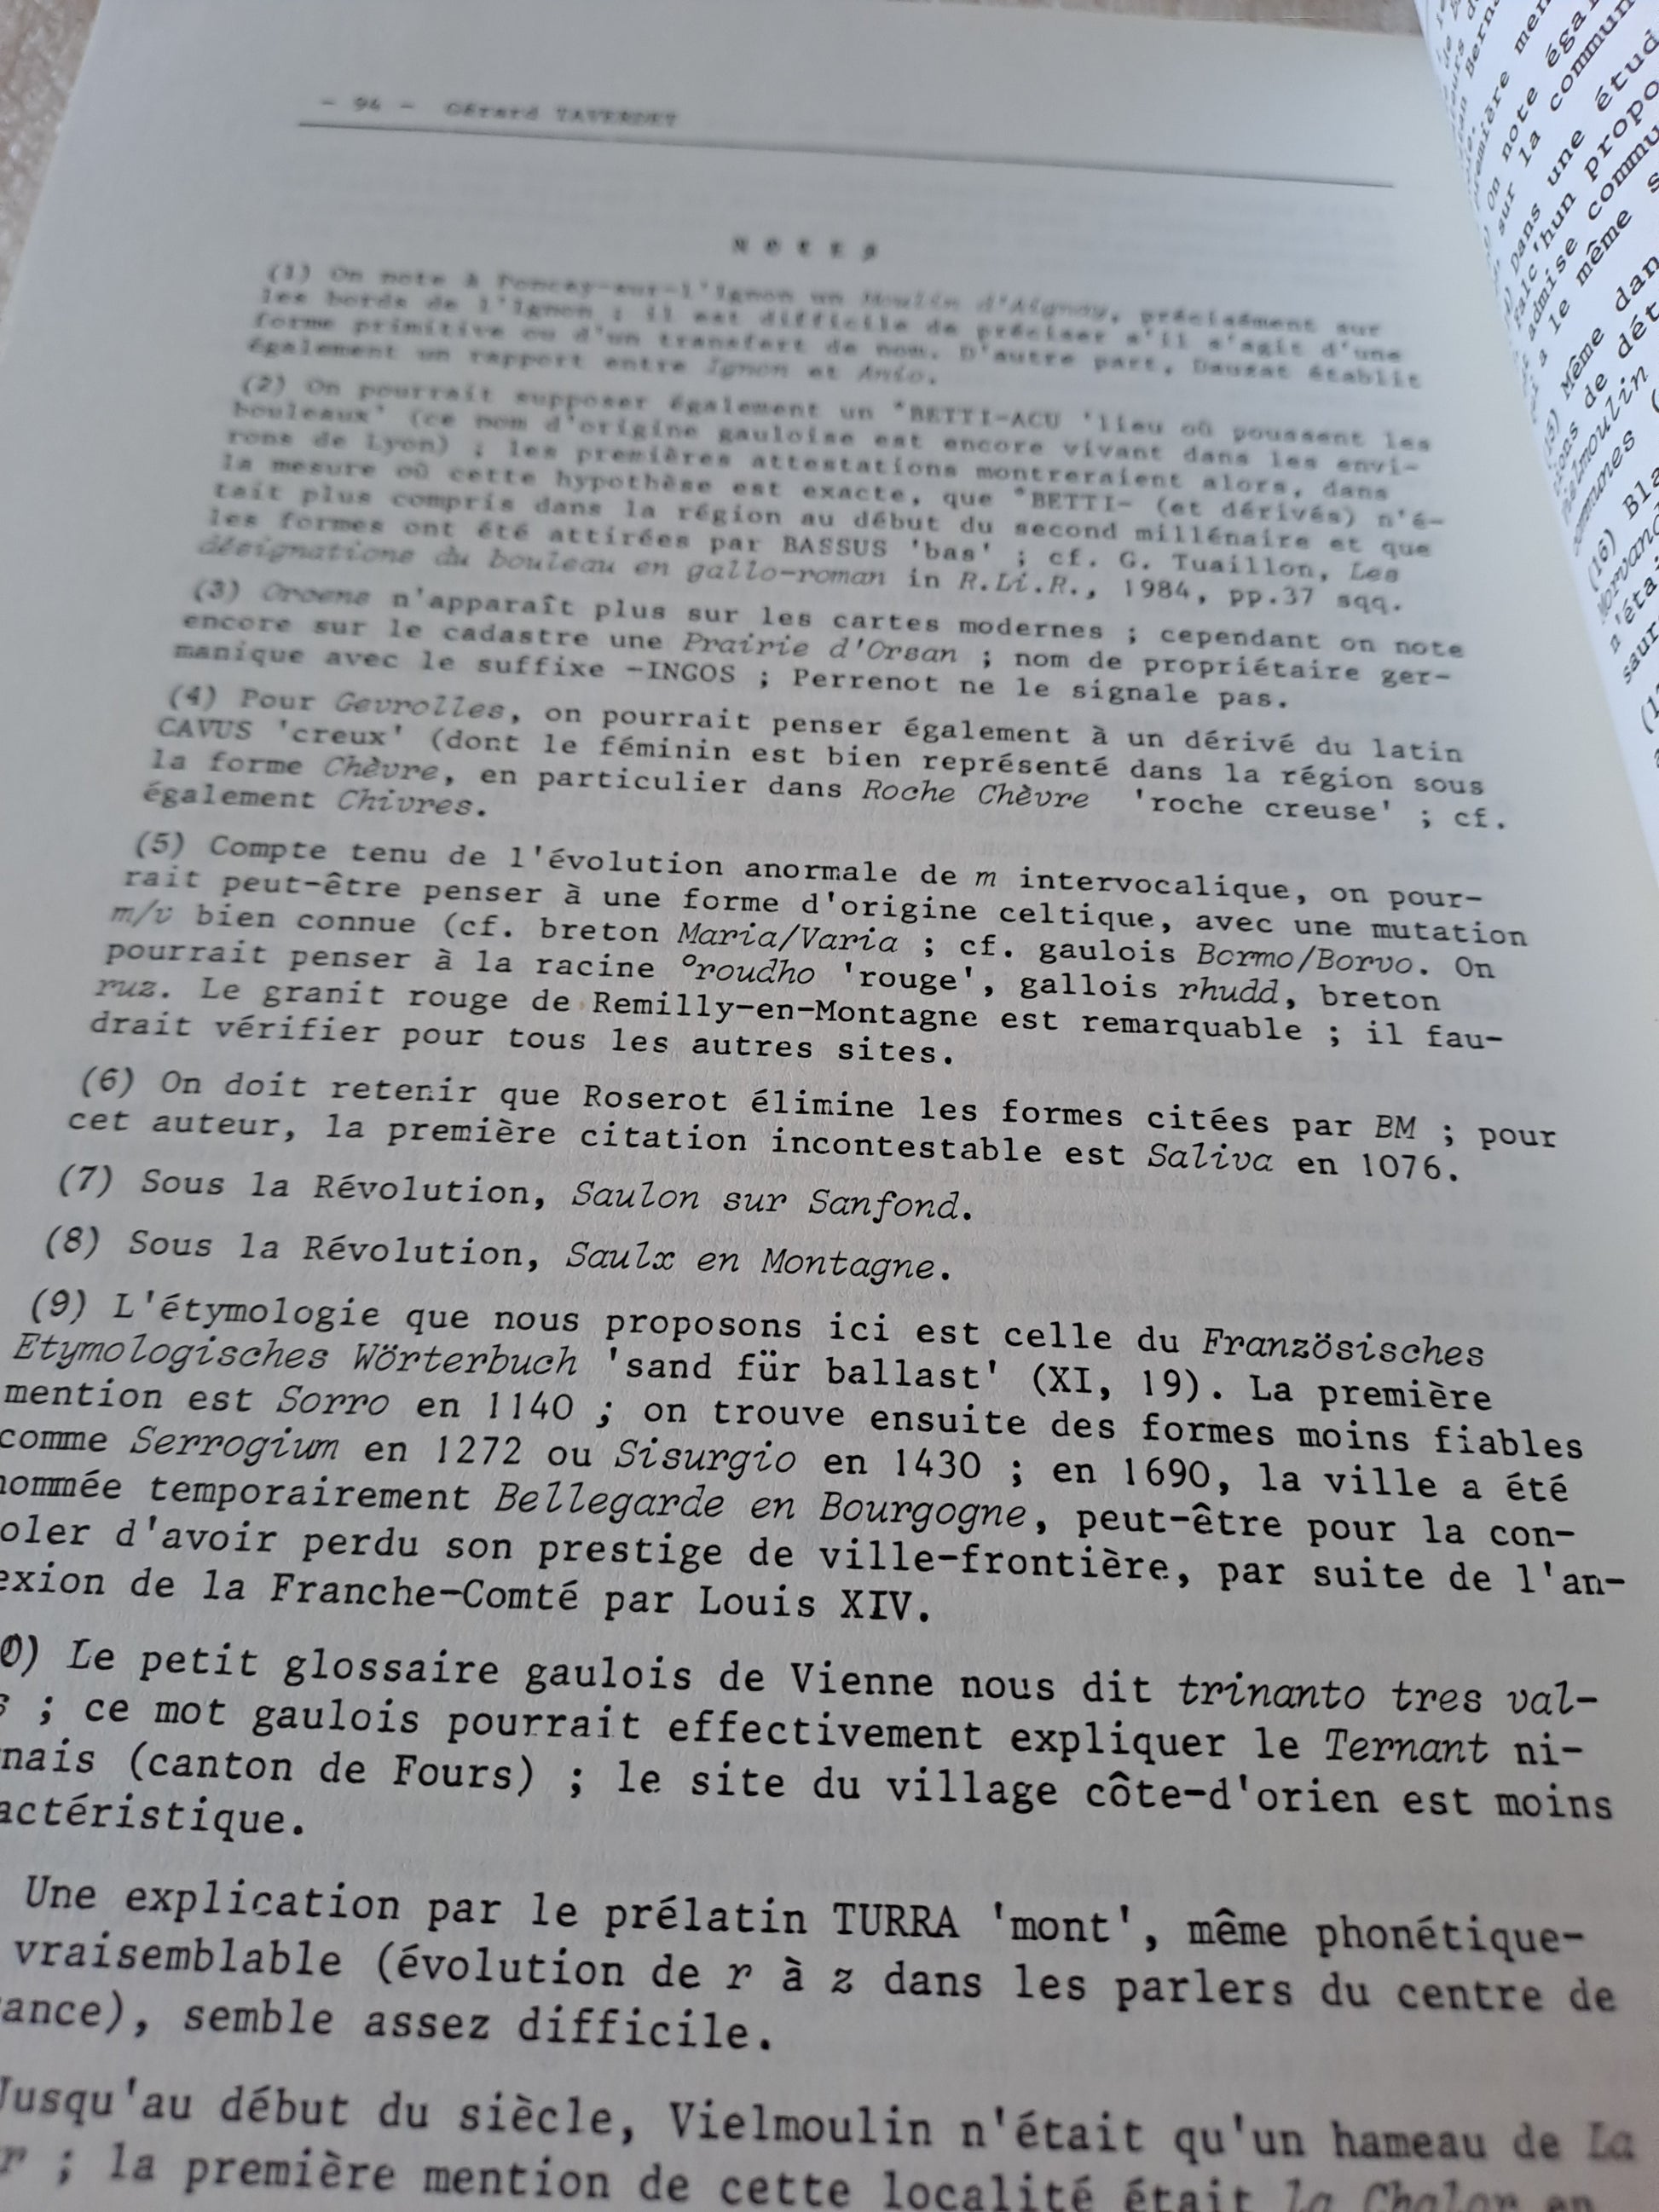 - 94 - Gérard TAVERDET
NOTES
(1) On note à Poncey-sur-l'Ignon un Moulin d'Aignay, précisément sur
les bords de l'Ignon ; il est difficile de préciser s'il s'agit d'une
forme primitive ou d'un transfert de nom. D'autre part, Dauzat établit
également un rapport entre Ignon et Anio.
(2) On pourrait supposer également un *BETTI-ACU 'lieu où poussent les
bouleaux' (ce nom d'origine gauloise est encore vivant dans les envi-
rons de Lyon) ; les premières attestations montreraient alors, dans
la mesure où cette hypothèse est exacte, que *BETTI- (et dérivés) n'é-
tait plus compris dans la région au début du second millénaire et que
les formes ont été attirées par BASSUS 'bas' ; cf. G. Tuaillon, Les
désignations du bouleau en gallo-roman in R.Li.R., 1984, pp.37 sqq.
(3) n'apparaît plus sur les cartes modernes ; cependant on note
encore sur le cadastre une Prairie d'Orsan ; nom de propriétaire ger-
manique avec le suffixe -INGOS ; Perrenot ne le signale pas.
(4) Pour Gevrolles, on pourrait penser également à un dérivé du latin
CAVUS 'creux' (dont le féminin est bien représenté dans la région sous
la forme Chèvre, en particulier dans Roche Chèvre 'roche creuse' ; cf.
également Chivres.
(5) Compte tenu de l'évolution anormale de m intervocalique, on pour-
rait peut-être penser à une forme d'origine celtique, avec une mutation
m/v bien connue (cf. breton Maria/Varia ; cf. gaulois Bormo/Borvo. On
pourrait penser à la racine °roudho 'rouge', gallois rhudd, breton
ruz. Le granit rouge de Remilly-en-Montagne est remarquable ; il fau-
drait vérifier pour tous les autres sites.
(6) On doit retenir que Roserot élimine les formes citées par BM ; pour
cet auteur, la première citation incontestable est Saliva en 1076.
(7) Sous la Révolution, Saulon sur Sanfond.
(8) Sous la Révolution, Saulx en Montagne.
(9) L'étymologie que nous proposons ici est celle du Französisches
Etymologisches Wörterbuch 'sand für ballast' (XI, 19). La première
mention est Sorro en 1140 ; on trouve ensuite des formes moins fiables
comme Serrogium en 1272 ou Sisurgio en 1430 ; en 1690, la ville a été
nommée temporairement Bellegarde en Bourgogne, peut-être pour la con-
oler d'avoir perdu son prestige de ville-frontière, par suite de l'an-
exion de la Franche-Comté par Louis XIV.
0) Le petit glossaire gaulois de Vienne nous dit trinanto tres val-
s ; ce mot gaulois pourrait effectivement expliquer le Ternant ni-
nais (canton de Fours) ; le site du village côte-d'orien est moins
actéristique.
Une explication par le prélatin TURRA 'mont', même phonétique-
vraisemblable (évolution de r à z dans les parlers du centre de
ance), semble assez difficile.
Jusqu'au début du siècle, Vielmoulin n'était qu'un hameau de La
r ; la première mention de cette localité était la Chalor en